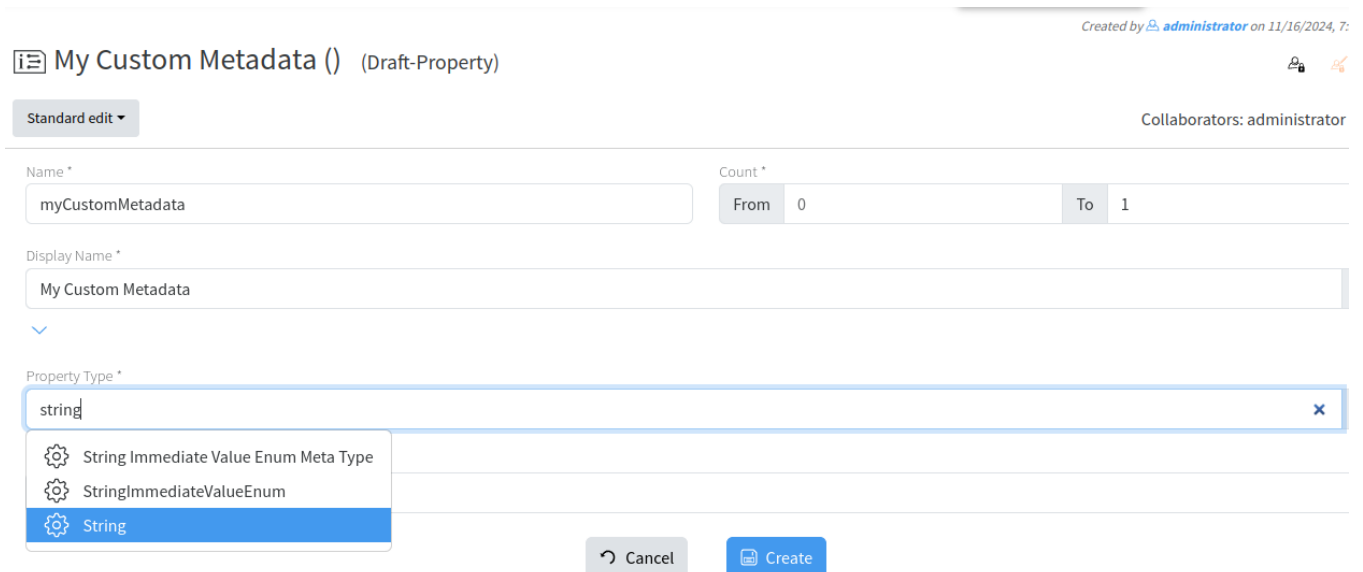 Created by administrator on 11/16/2024, 7:
My Custom Metadata () (Draft-Property)
Standard edit
Collaborators: administrator
Name *
Count *
myCustomMetadata
From 0 To 1
Display Name *
My Custom Metadata
Property Type *
string
String Immediate Value Enum Meta Type
StringImmediateValueEnum
String
Cancel Create